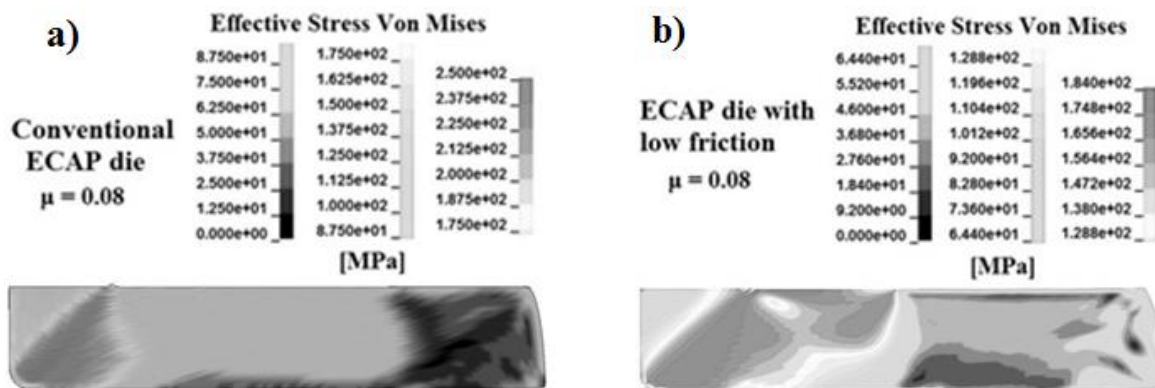 a)
Effective Stress Von Mises
Conventional
ECAP die
μ = 0.08
8.750e+01
7.500e+01
6.250e+01
5.000e+01
3.750e+01
2.500e+01
1.250e+01
0.000e+00
1.750e+02
1.625e+02
1.500e+02
1.375e+02
1.250e+02
1.125e+02
1.000e+02
8.750e+01
2.500e+02
2.375e+02
2.250e+02
2.125e+02
2.000e+02
1.875e+02
1.750e+02
[MPa]
b)
Effective Stress Von Mises
ECAP die with
low friction
μ = 0.08
6.440e+01
5.520e+01
4.600e+01
3.680e+01
2.760e+01
1.840e+01
9.200e+00
0.000e+00
1.288e+02
1.196e+02
1.104e+02
1.012e+02
9.200e+01
8.280e+01
7.360e+01
6.440e+01
1.840e+02
1.748e+02
1.656e+02
1.564e+02
1.472e+02
1.380e+02
1.288e+02
[MPa]